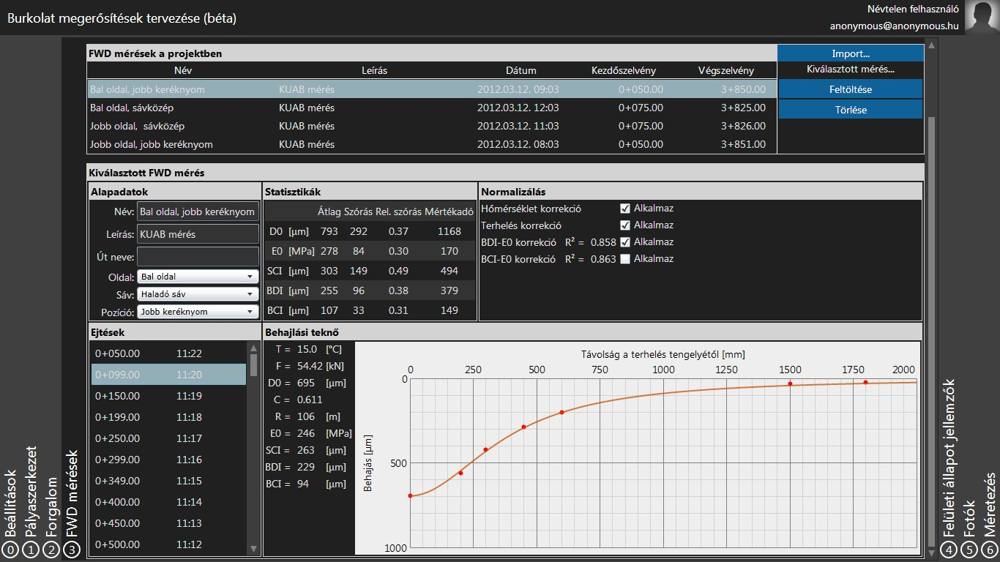 Burkolat megerősítések tervezése (béta)
Névtelen felhasználó
anonymous@anonymous.hu
FWD mérések a projektben
Név Leírás Dátum Kezdőszelvény Végszelvény
Bal oldal, jobb keréknyom KUAB mérés 2012.03.12. 09:03 0+050.00 3+850.00
Bal oldal, sávközép KUAB mérés 2012.03.12. 12:03 0+075.00 3+825.00
Jobb oldal, sávközép KUAB mérés 2012.03.12. 11:03 0+075.00 3+826.00
Jobb oldal, jobb keréknyom KUAB mérés 2012.03.12. 08:03 0+050.00 3+851.00
Import...
Kiválasztott mérés...
Feltöltése
Törlése
Kiválasztott FWD mérés
Alapadatok
Név: Bal oldal, jobb keréknyom
Leírás: KUAB mérés
Út neve:
Oldal: Bal oldal
Sáv: Haladó sáv
Pozíció: Jobb keréknyom
Statisztikák
Átlag Szórás Rel. szórás Mértékadó
D0 [µm] 793 292 0.37 1168
E0 [MPa] 278 84 0.30 170
SCI [µm] 303 149 0.49 494
BDI [µm] 255 96 0.38 379
BCI [µm] 107 33 0.31 149
Normalizálás
Hőmérséklet korrekció Alkalmaz
Terhelés korrekció Alkalmaz
BDI-E0 korrekció R² = 0.858 Alkalmaz
BCI-E0 korrekció R² = 0.863 Alkalmaz
Ejtések
0+050.00 11:22
0+099.00 11:20
0+150.00 11:19
0+199.00 11:18
0+250.00 11:17
0+299.00 11:16
0+349.00 11:15
0+400.00 11:14
0+450.00 11:13
0+500.00 11:12
Behajlási teknő
T = 15.0 [°C]
F = 54.42 [kN]
D0 = 695 [µm]
C = 0.611
R = 106 [m]
E0 = 246 [MPa]
SCI = 263 [µm]
BDI = 229 [µm]
BCI = 94 [µm]
Távolság a terhelés tengelyétől [mm]
0 250 500 750 1000 1250 1500 1750 2000
0
500
1000
Behajás [µm]
0 Beállítások
1 Pályaszerkezet
2 Forgalom
3 FWD mérések
4 Felületi állapot jellemzők
5 Fotók
6 Méretezés